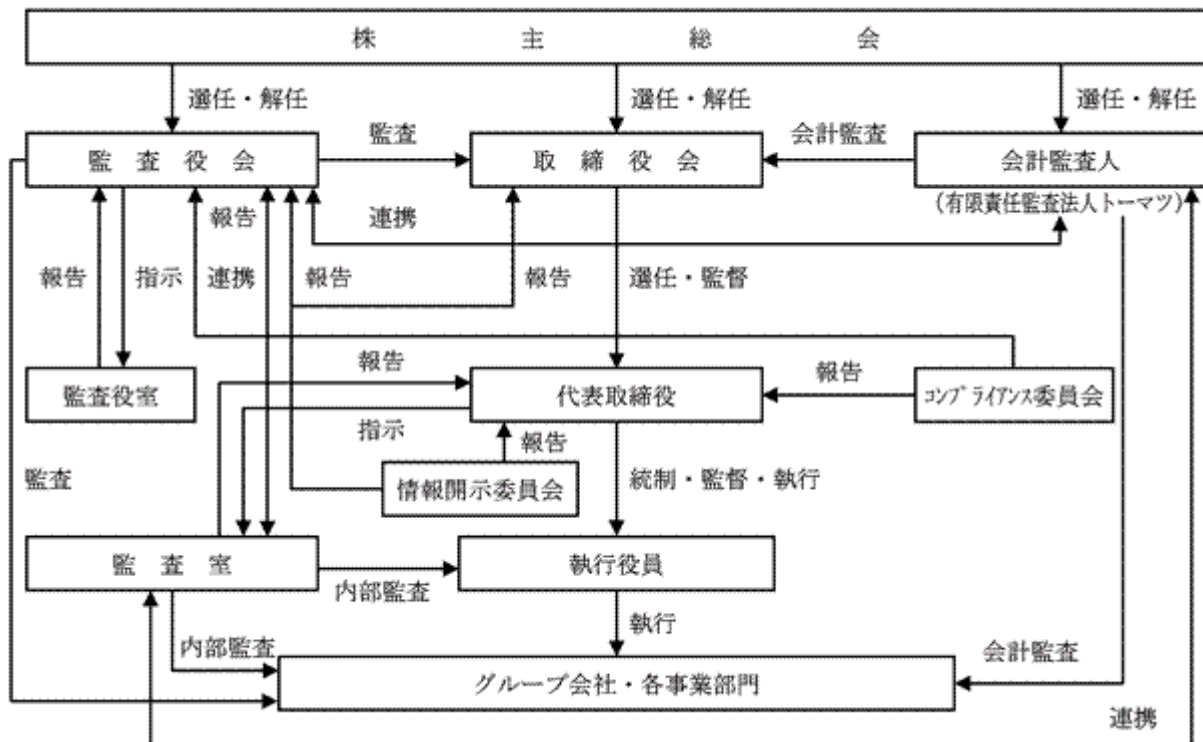 株主総会
選任・解任
選任・解任
選任・解任
監査役会
監査
取締役会
会計監査
会計監査人
(有限責任監査法人トーマツ)
報告
連携
報告
指示
連携
報告
報告
選任・監督
監査役室
報告
代表取締役
報告
コンプライアンス委員会
指示
報告
監査
情報開示委員会
統制・監督・執行
監査室
内部監査
執行役員
内部監査
執行
会計監査
グループ会社・各事業部門
連携